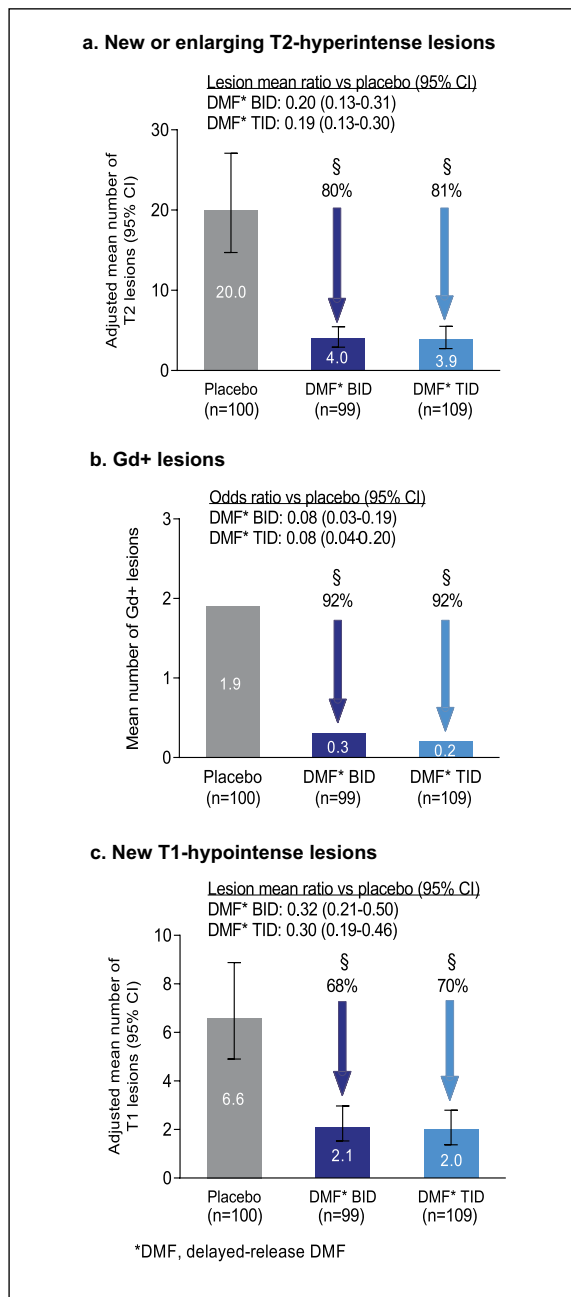 a. New or enlarging T2-hyperintense lesions
Lesion mean ratio vs placebo (95% CI)
DMF* BID: 0.20 (0.13-0.31)
DMF* TID: 0.19 (0.13-0.30)
Adjusted mean number of
T2 lesions (95% CI)
30
20
10
0
§
80%
§
81%
20.0
4.0
3.9
Placebo
(n=100)
DMF* BID
(n=99)
DMF* TID
(n=109)
b. Gd+ lesions
Odds ratio vs placebo (95% CI)
DMF* BID: 0.08 (0.03-0.19)
DMF* TID: 0.08 (0.04-0.20)
Mean number of Gd+ lesions
3
2
1
0
§
92%
§
92%
1.9
0.3
0.2
Placebo
(n=100)
DMF* BID
(n=99)
DMF* TID
(n=109)
c. New T1-hypointense lesions
Lesion mean ratio vs placebo (95% CI)
DMF* BID: 0.32 (0.21-0.50)
DMF* TID: 0.30 (0.19-0.46)
Adjusted mean number of
T1 lesions (95% CI)
10
8
6
4
2
0
§
68%
§
70%
6.6
2.1
2.0
Placebo
(n=100)
DMF* BID
(n=99)
DMF* TID
(n=109)
*DMF, delayed-release DMF